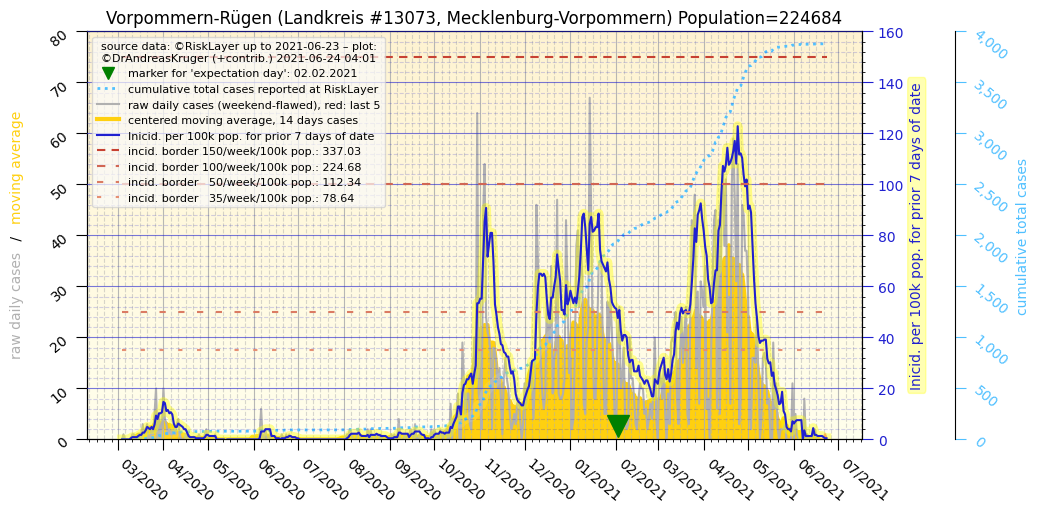 Vorpommern-Rügen (Landkreis #13073, Mecklenburg-Vorpommern) Population=224684
source data: ©RiskLayer up to 2021-06-23 – plot:
©DrAndreasKruger (+contrib.) 2021-06-24 04:01
marker for 'expectation day': 02.02.2021
cumulative total cases reported at RiskLayer
raw daily cases (weekend-flawed), red: last 5
centered moving average, 14 days cases
Inicid. per 100k pop. for prior 7 days of date
incid. border 150/week/100k pop.: 337.03
incid. border 100/week/100k pop.: 224.68
incid. border 50/week/100k pop.: 112.34
incid. border 35/week/100k pop.: 78.64
raw daily cases / moving average
80
70
60
50
40
30
20
10
0
160
140
120
100
80
60
40
20
0
Inicid. per 100k pop. for prior 7 days of date
4,000
3,500
3,000
2,500
2,000
1,500
1,000
500
0
cumulative total cases
03/2020
04/2020
05/2020
06/2020
07/2020
08/2020
09/2020
10/2020
11/2020
12/2020
01/2021
02/2021
03/2021
04/2021
05/2021
06/2021
07/2021